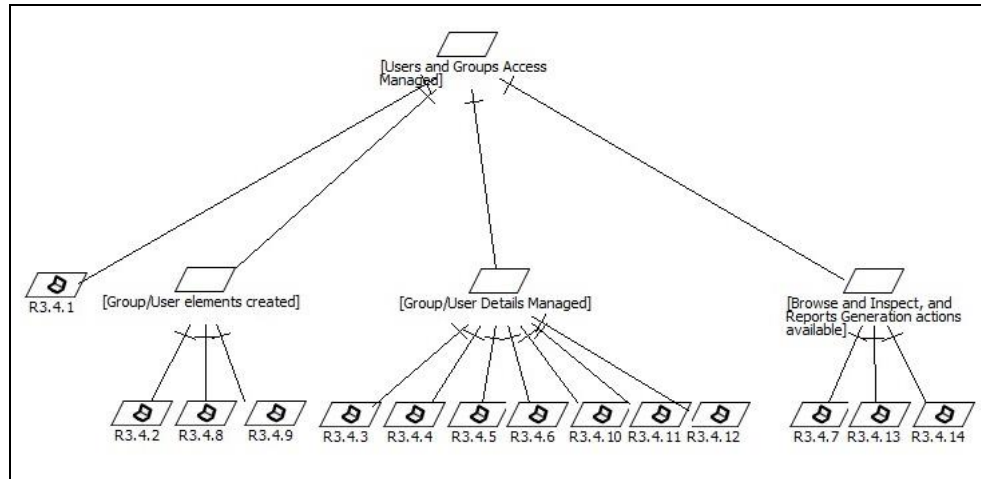 [Users and Groups Access
Managed]
R3.4.1
[Group/User elements created]
[Group/User Details Managed]
[Browse and Inspect, and
Reports Generation actions
available]
R3.4.2
R3.4.8
R3.4.9
R3.4.3
R3.4.4
R3.4.5
R3.4.6
R3.4.10
R3.4.11
R3.4.12
R3.4.7
R3.4.13
R3.4.14